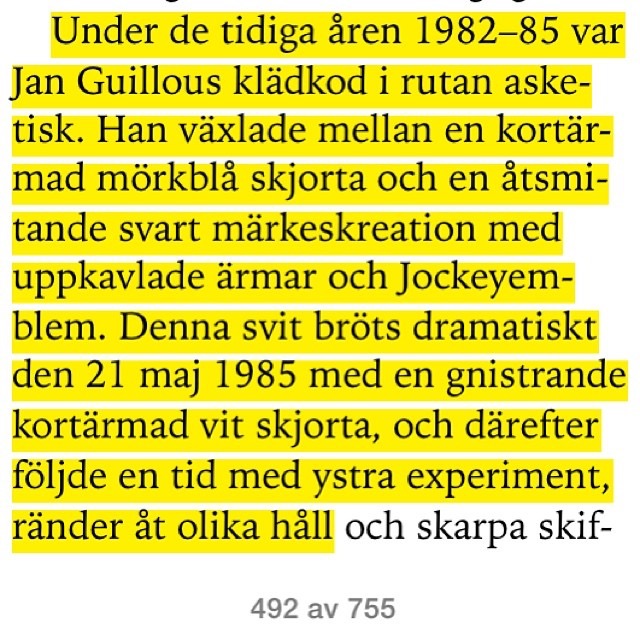 Under de tidiga åren 1982–85 var
Jan Guillous klädkod i rutan aske-
tisk. Han växlade mellan en kortär-
mad mörkblå skjorta och en åtsmi-
tande svart märkeskreation med
uppkavlade ärmar och Jockeyem-
blem. Denna svit bröts dramatiskt
den 21 maj 1985 med en gnistrande
kortärmad vit skjorta, och därefter
följde en tid med ystra experiment,
ränder åt olika håll och skarpa skif-
492 av 755